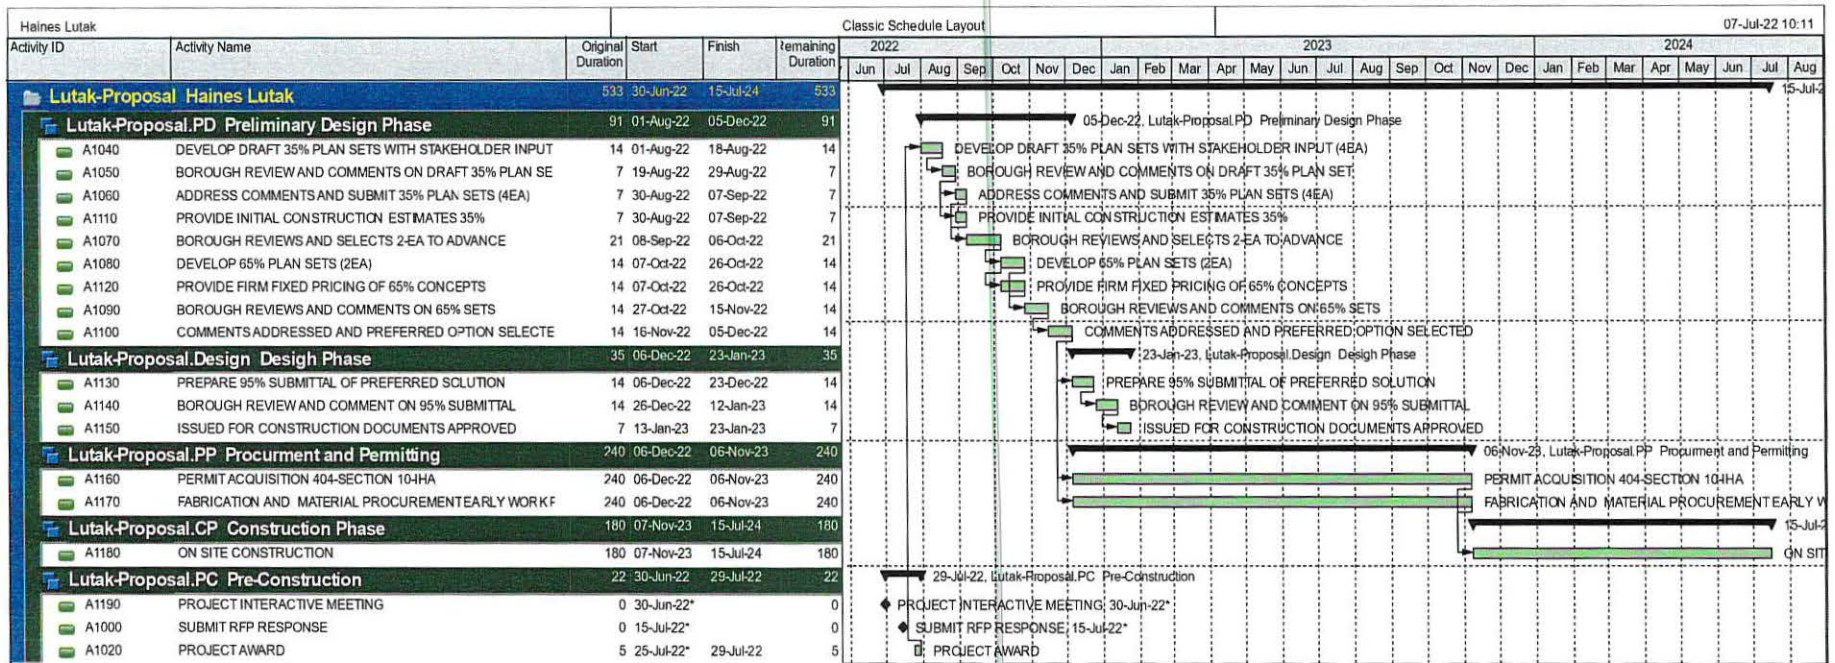 Haines Lutak Classic Schedule Layout 07-Jul-22 10:11
Activity ID Activity Name Original Duration Start Finish Remaining Duration 2022 2023 2024
Jun Jul Aug Sep Oct Nov Dec Jan Feb Mar Apr May Jun Jul Aug Sep Oct Nov Dec Jan Feb Mar Apr May Jun Jul Aug
Lutak-Proposal Haines Lutak 533 30-Jun-22 15-Jul-24 533 15-Jul-2
Lutak-Proposal.PD Preliminary Design Phase 91 01-Aug-22 05-Dec-22 91 05-Dec-22, Lutak-Proposal.PD Preliminary Design Phase
A1040 DEVELOP DRAFT 35% PLAN SETS WITH STAKEHOLDER INPUT 14 01-Aug-22 18-Aug-22 14 DEVELOP DRAFT 35% PLAN SETS WITH STAKEHOLDER INPUT (4EA)
A1050 BOROUGH REVIEW AND COMMENTS ON DRAFT 35% PLAN SE 7 19-Aug-22 29-Aug-22 7 BOROUGH REVIEW AND COMMENTS ON DRAFT 35% PLAN SET
A1060 ADDRESS COMMENTS AND SUBMIT 35% PLAN SETS (4EA) 7 30-Aug-22 07-Sep-22 7 ADDRESS COMMENTS AND SUBMIT 35% PLAN SETS (4EA)
A1110 PROVIDE INITIAL CONSTRUCTION ESTIMATES 35% 7 30-Aug-22 07-Sep-22 7 PROVIDE INITIAL CONSTRUCTION ESTIMATES 35%
A1070 BOROUGH REVIEWS AND SELECTS 2-EA TO ADVANCE 21 08-Sep-22 06-Oct-22 21 BOROUGH REVIEWS AND SELECTS 2-EA TO ADVANCE
A1080 DEVELOP 65% PLAN SETS (2EA) 14 07-Oct-22 26-Oct-22 14 DEVELOP 65% PLAN SETS (2EA)
A1120 PROVIDE FIRM FIXED PRICING OF 65% CONCEPTS 14 07-Oct-22 26-Oct-22 14 PROVIDE FIRM FIXED PRICING OF 65% CONCEPTS
A1090 BOROUGH REVIEWS AND COMMENTS ON 65% SETS 14 27-Oct-22 15-Nov-22 14 BOROUGH REVIEWS AND COMMENTS ON 65% SETS
A1100 COMMENTS ADDRESSED AND PREFERRED OPTION SELECTE 14 16-Nov-22 05-Dec-22 14 COMMENTS ADDRESSED AND PREFERRED OPTION SELECTED
Lutak-Proposal.Design Desigh Phase 35 06-Dec-22 23-Jan-23 35 23-Jan-23, Lutak-Proposal.Design Desigh Phase
A1130 PREPARE 95% SUBMITTAL OF PREFERRED SOLUTION 14 06-Dec-22 23-Dec-22 14 PREPARE 95% SUBMITTAL OF PREFERRED SOLUTION
A1140 BOROUGH REVIEW AND COMMENT ON 95% SUBMITTAL 14 26-Dec-22 12-Jan-23 14 BOROUGH REVIEW AND COMMENT ON 95% SUBMITTAL
A1150 ISSUED FOR CONSTRUCTION DOCUMENTS APPROVED 7 13-Jan-23 23-Jan-23 7 ISSUED FOR CONSTRUCTION DOCUMENTS APPROVED
Lutak-Proposal.PP Procurment and Permitting 240 06-Dec-22 06-Nov-23 240 06-Nov-23, Lutak-Proposal.PP Procurment and Permitting
A1160 PERMIT ACQUISITION 404-SECTION 10-IHA 240 06-Dec-22 06-Nov-23 240 PERMIT ACQUISITION 404-SECTION 10-IHA
A1170 FABRICATION AND MATERIAL PROCUREMENT EARLY WORK F 240 06-Dec-22 06-Nov-23 240 FABRICATION AND MATERIAL PROCUREMENT EARLY W
Lutak-Proposal.CP Construction Phase 180 07-Nov-23 15-Jul-24 180 15-Jul-2
A1180 ON SITE CONSTRUCTION 180 07-Nov-23 15-Jul-24 180 ON SIT
Lutak-Proposal.PC Pre-Construction 22 30-Jun-22 29-Jul-22 22 29-Jul-22, Lutak-Proposal.PC Pre-Construction
A1190 PROJECT INTERACTIVE MEETING 0 30-Jun-22* 0 PROJECT INTERACTIVE MEETING, 30-Jun-22*
A1000 SUBMIT RFP RESPONSE 0 15-Jul-22* 0 SUBMIT RFP RESPONSE, 15-Jul-22*
A1020 PROJECT AWARD 5 25-Jul-22* 29-Jul-22 5 PROJECT AWARD